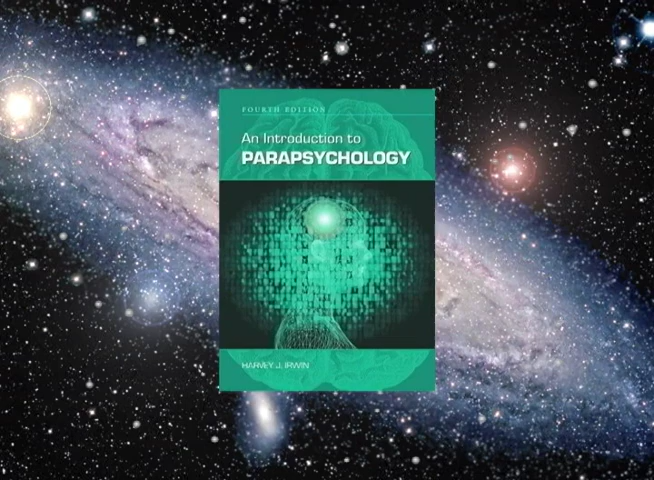 FOURTH EDITION
An Introduction to
PARAPSYCHOLOGY
HARVEY J. IRWIN